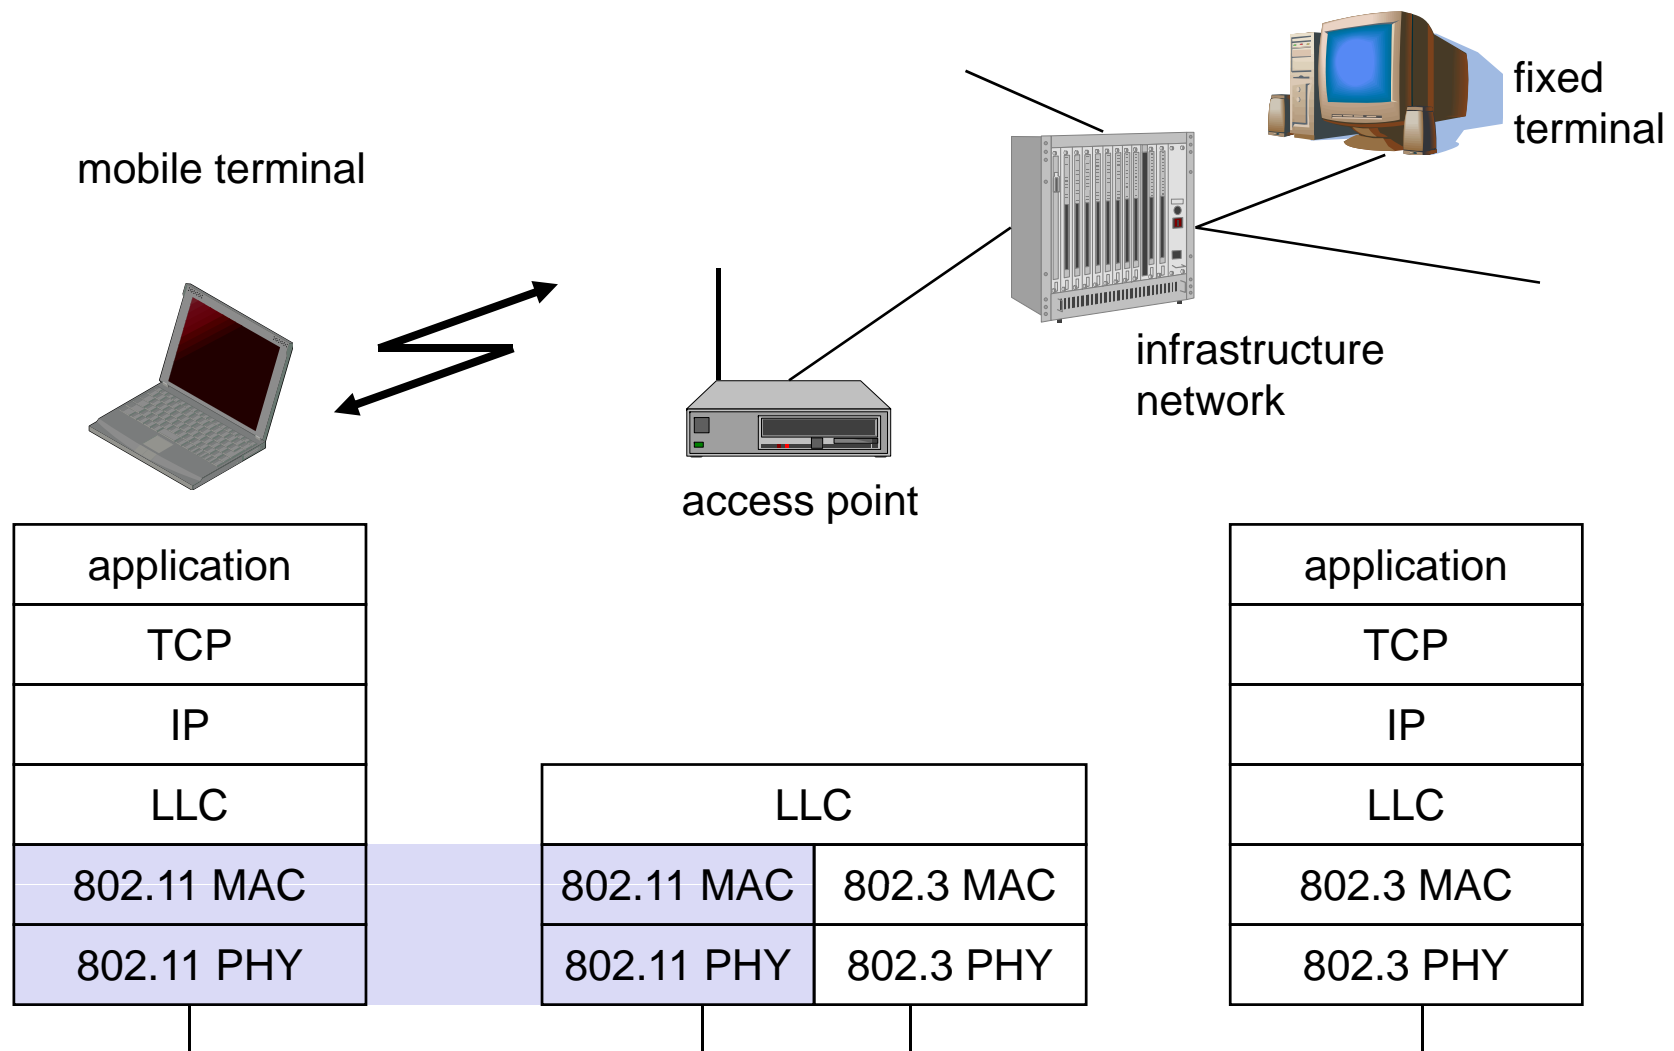 fixed
terminal
mobile terminal
infrastructure
network
access point
application
TCP
IP
LLC
802.11 MAC
802.11 PHY
LLC
802.11 MAC
802.3 MAC
802.11 PHY
802.3 PHY
application
TCP
IP
LLC
802.3 MAC
802.3 PHY